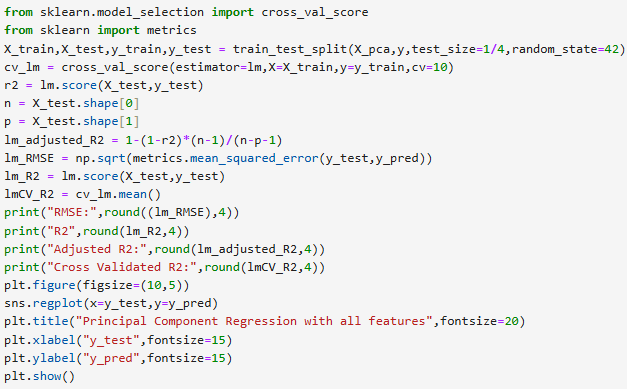 from sklearn.model_selection import cross_val_score
from sklearn import metrics
X_train,X_test,y_train,y_test = train_test_split(X_pca,y,test_size=1/4,random_state=42)
cv_lm = cross_val_score(estimator=lm,X=X_train,y=y_train,cv=10)
r2 = lm.score(X_test,y_test)
n = X_test.shape[0]
p = X_test.shape[1]
lm_adjusted_R2 = 1-(1-r2)*(n-1)/(n-p-1)
lm_RMSE = np.sqrt(metrics.mean_squared_error(y_test,y_pred))
lm_R2 = lm.score(X_test,y_test)
lmCV_R2 = cv_lm.mean()
print("RMSE:",round((lm_RMSE),4))
print("R2",round(lm_R2,4))
print("Adjusted R2:",round(lm_adjusted_R2,4))
print("Cross Validated R2:",round(lmCV_R2,4))
plt.figure(figsize=(10,5))
sns.regplot(x=y_test,y=y_pred)
plt.title("Principal Component Regression with all features",fontsize=20)
plt.xlabel("y_test",fontsize=15)
plt.ylabel("y_pred",fontsize=15)
plt.show()